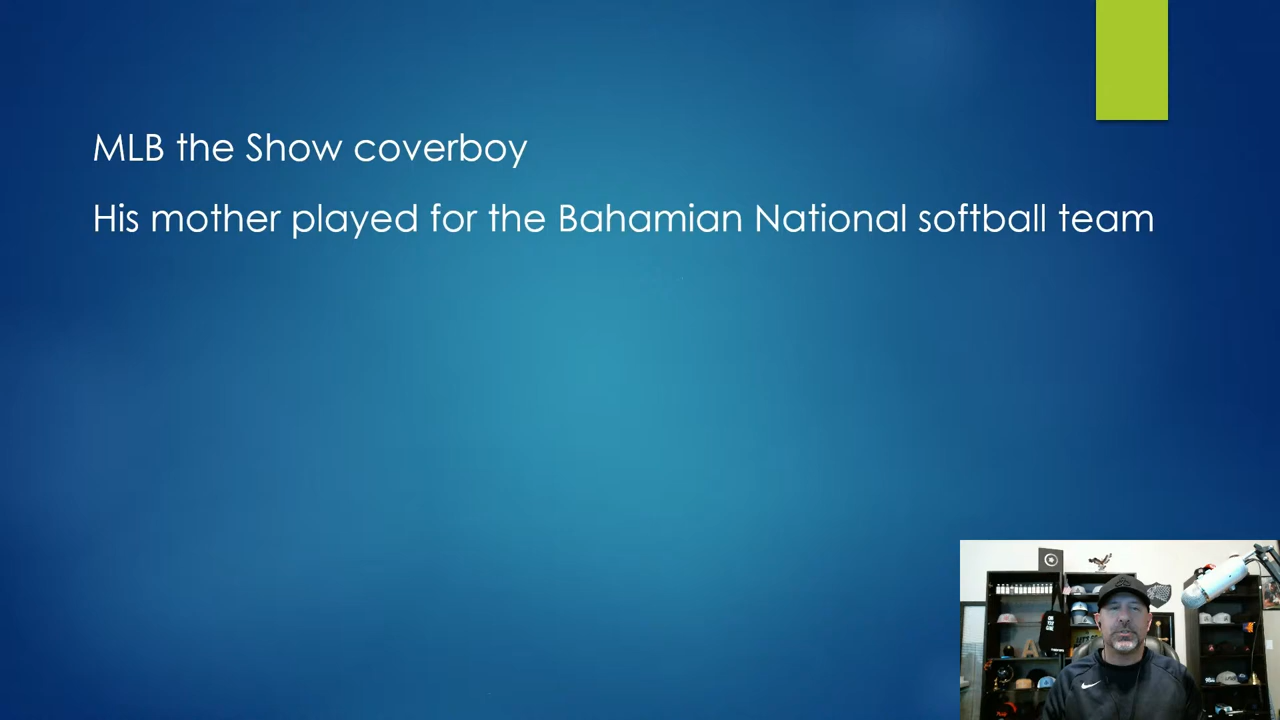 MLB the Show coverboy
His mother played for the Bahamian National softball team